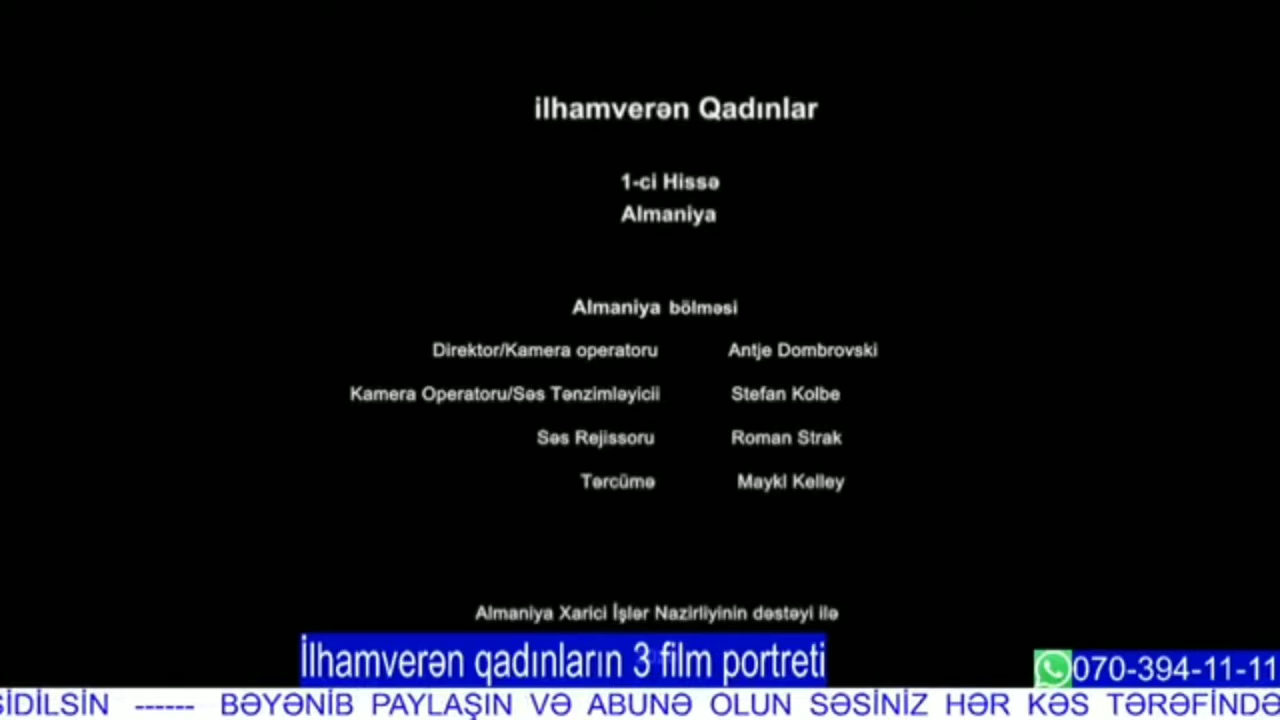 ilhamverən Qadınlar
1-ci Hissə
Almaniya
Almaniya bölməsi
Direktor/Kamera operatoru Antje Dombrovski
Kamera Operatoru/Səs Tənzimləyicii Stefan Kolbe
Səs Rejissoru Roman Strak
Tərcümə Maykl Kelley
Almaniya Xarici İşlər Nazirliyinin dəstəyi ilə
İlhamverən qadınların 3 film portreti
070-394-11-11
ŞİDİLSİN ------ BƏYƏNİB PAYLAŞIN VƏ ABUNƏ OLUN SƏSİNİZ HƏR KƏS TƏRƏFİNDƏ